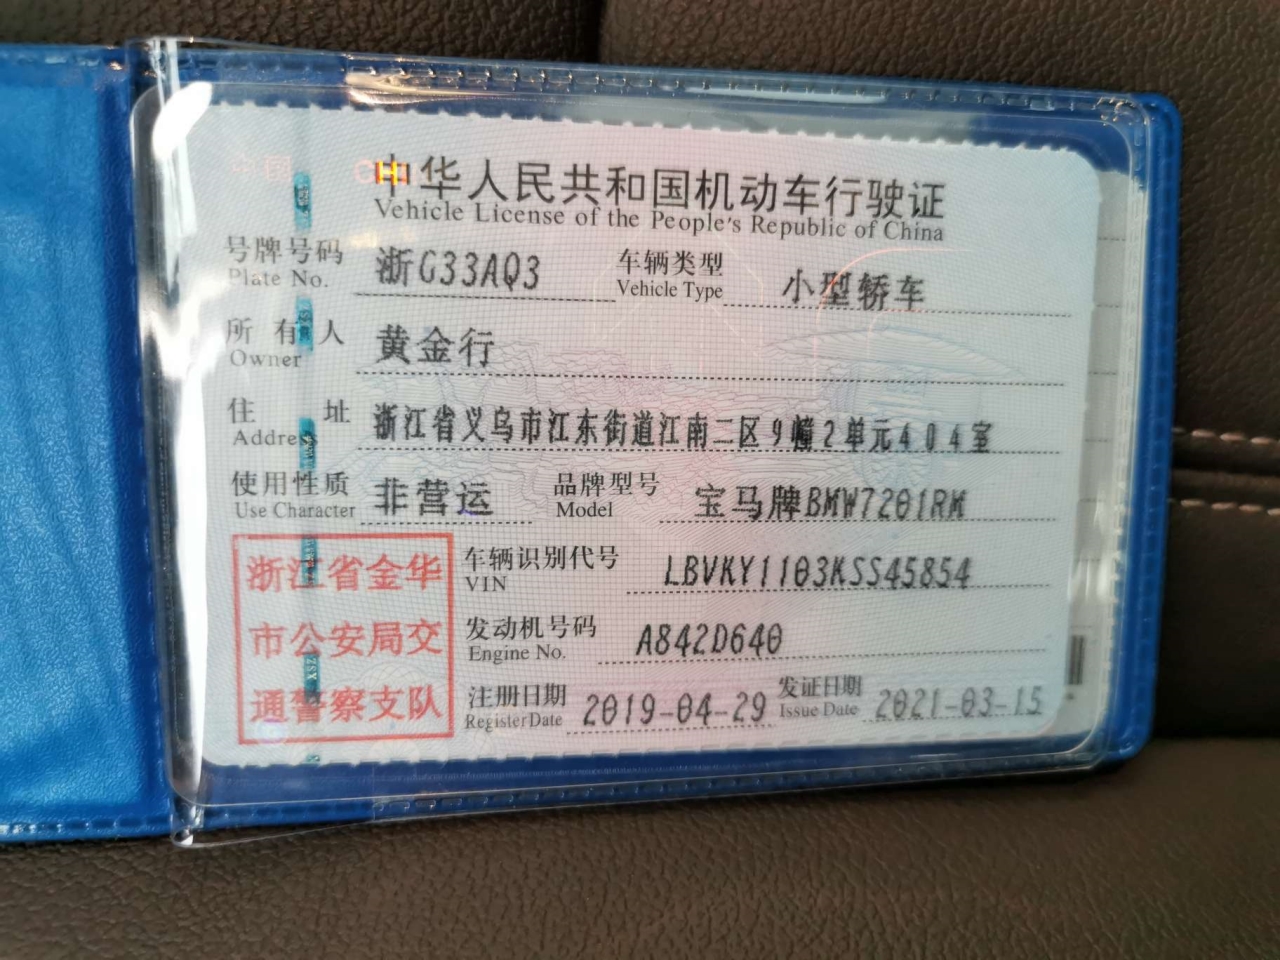 中华人民共和国机动车行驶证
Vehicle License of the People's Republic of China
号牌号码 浙G33AQ3 车辆类型 小型轿车
Plate No. Vehicle Type
所有人 黄金行
Owner
住址 浙江省义乌市江东街道江南二区9幢2单元404室
Addre
使用性质 非营运 品牌型号 宝马牌BMW7201RM
Use Character Model
浙江省金华 车辆识别代号 LBVKY1103KSS45854
VIN
市公安局交 发动机号码 A842D640
Engine No.
通警察支队 注册日期 2019-04-29 发证日期 2021-03-15
Register Date Issue Date